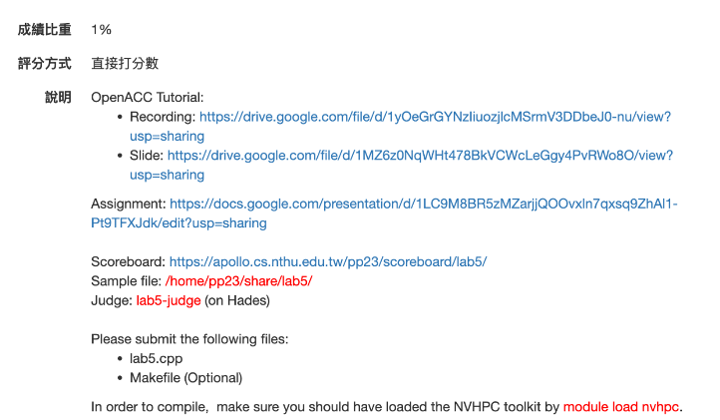 成績比重 1%
評分方式 直接打分數
說明 OpenACC Tutorial:
• Recording: https://drive.google.com/file/d/1yOeGrGYNzIiuozjlcMSrmV3DDbeJ0-nu/view?
usp=sharing
• Slide: https://drive.google.com/file/d/1MZ6z0NqWHt478BkVCWcLeGgy4PvRWo8O/view?
usp=sharing
Assignment: https://docs.google.com/presentation/d/1LC9M8BR5zMZarjjQOOvxln7qxsq9ZhAl1-
Pt9TFXJdk/edit?usp=sharing
Scoreboard: https://apollo.cs.nthu.edu.tw/pp23/scoreboard/lab5/
Sample file: /home/pp23/share/lab5/
Judge: lab5-judge (on Hades)
Please submit the following files:
• lab5.cpp
• Makefile (Optional)
In order to compile, make sure you should have loaded the NVHPC toolkit by module load nvhpc.